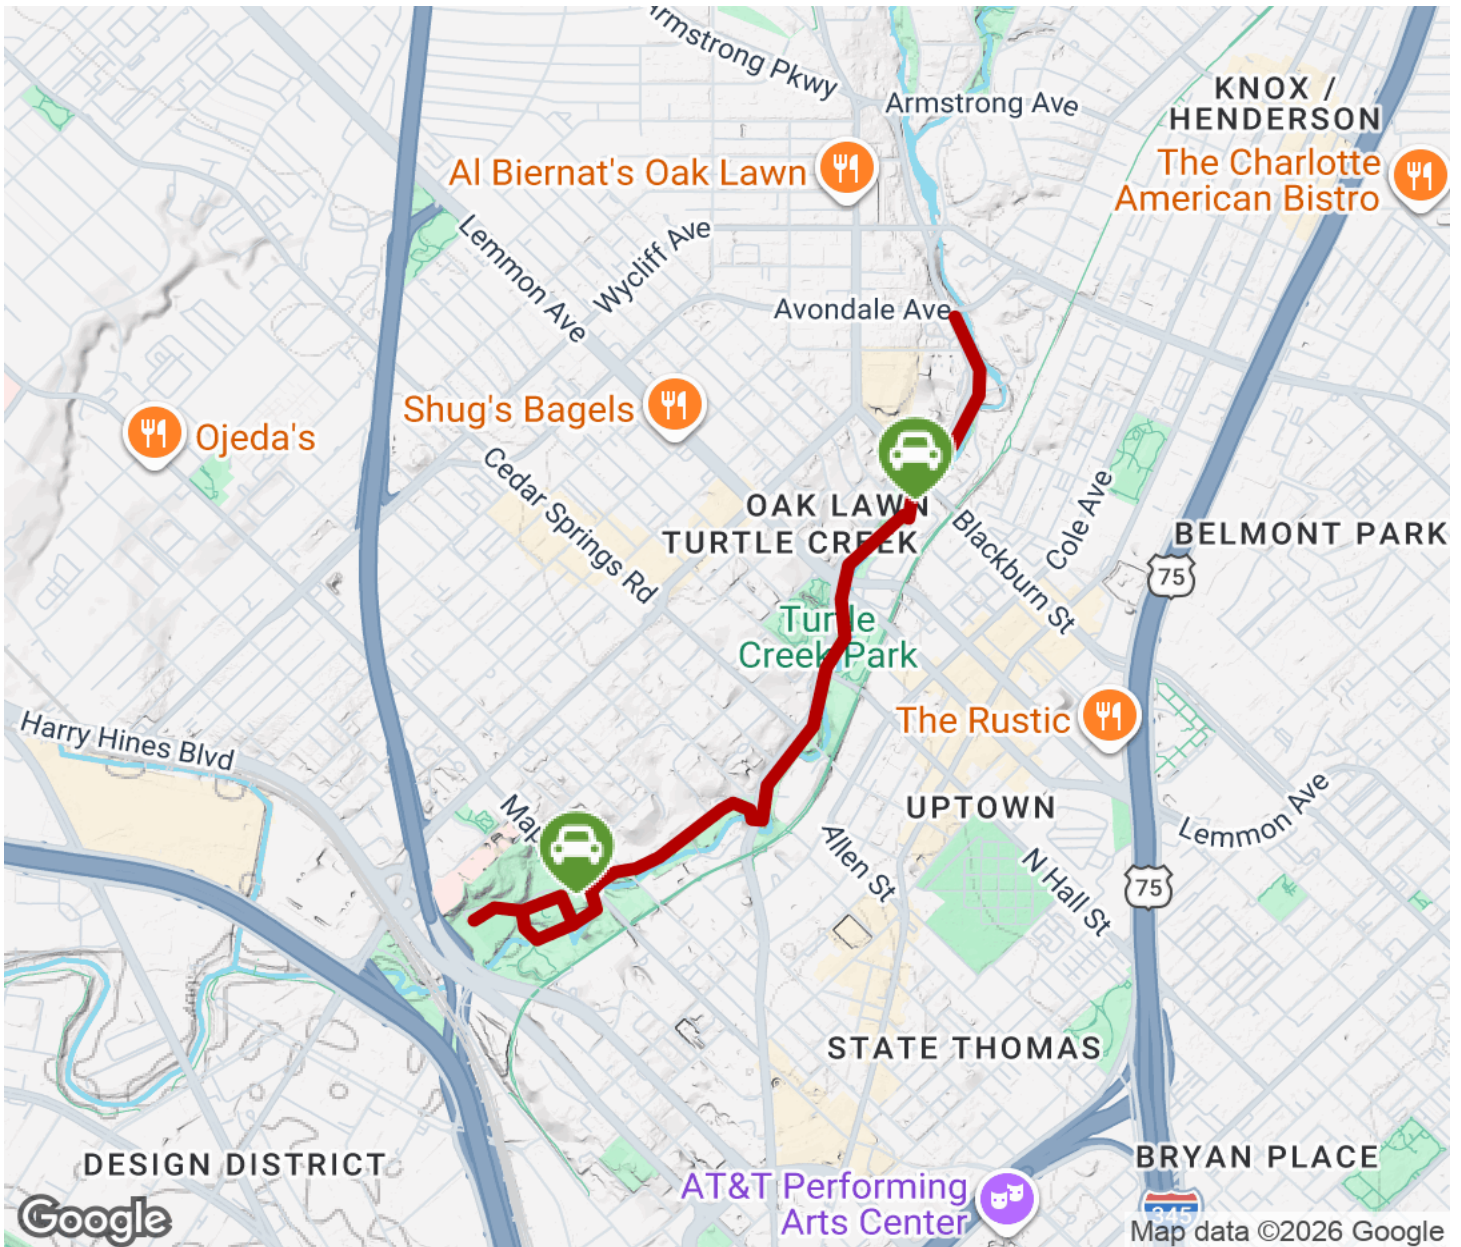 Armstrong Pkwy
Armstrong Ave
KNOX /
HENDERSON
Al Biernat's Oak Lawn
The Charlotte
American Bistro
Lemmon Ave
Wycliff Ave
Avondale Ave
Shug's Bagels
Ojeda's
Cedar Springs Rd
OAK LAWN
TURTLE CREEK
Blackburn St
Cole Ave
BELMONT PARK
75
Turtle
Creek Park
Harry Hines Blvd
The Rustic
UPTOWN
Lemmon Ave
Map
Allen St
N Hall St
75
STATE THOMAS
DESIGN DISTRICT
BRYAN PLACE
AT&T Performing
Arts Center
345
Google
Map data ©2026 Google